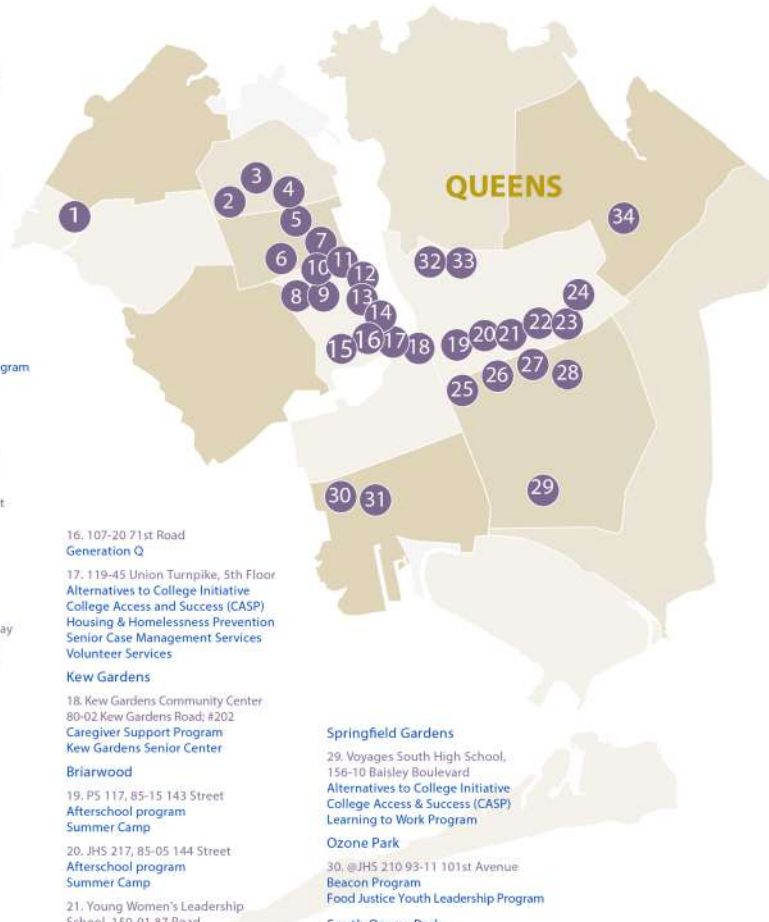 QUEENS
1
2
3
4
5
6
7
8
9
10
11
12
13
14
15
16
17
18
19
20
21
22
23
24
25
26
27
28
29
30
31
32
33
34
gram
t
ay
16. 107-20 71st Road
Generation Q
17. 119-45 Union Turnpike, 5th Floor
Alternatives to College Initiative
College Access and Success (CASP)
Housing & Homelessness Prevention
Senior Case Management Services
Volunteer Services
Kew Gardens
18. Kew Gardens Community Center
80-02 Kew Gardens Road; #202
Caregiver Support Program
Kew Gardens Senior Center
Briarwood
19. PS 117, 85-15 143 Street
Afterschool program
Summer Camp
20. JHS 217, 85-05 144 Street
Afterschool program
Summer Camp
21. Young Women's Leadership
School, 150-91 87 Road
Springfield Gardens
29. Voyages South High School,
156-10 Baisley Boulevard
Alternatives to College Initiative
College Access & Success (CASP)
Learning to Work Program
Ozone Park
30. @JHS 210 93-11 101st Avenue
Beacon Program
Food Justice Youth Leadership Program
South Ozone Park